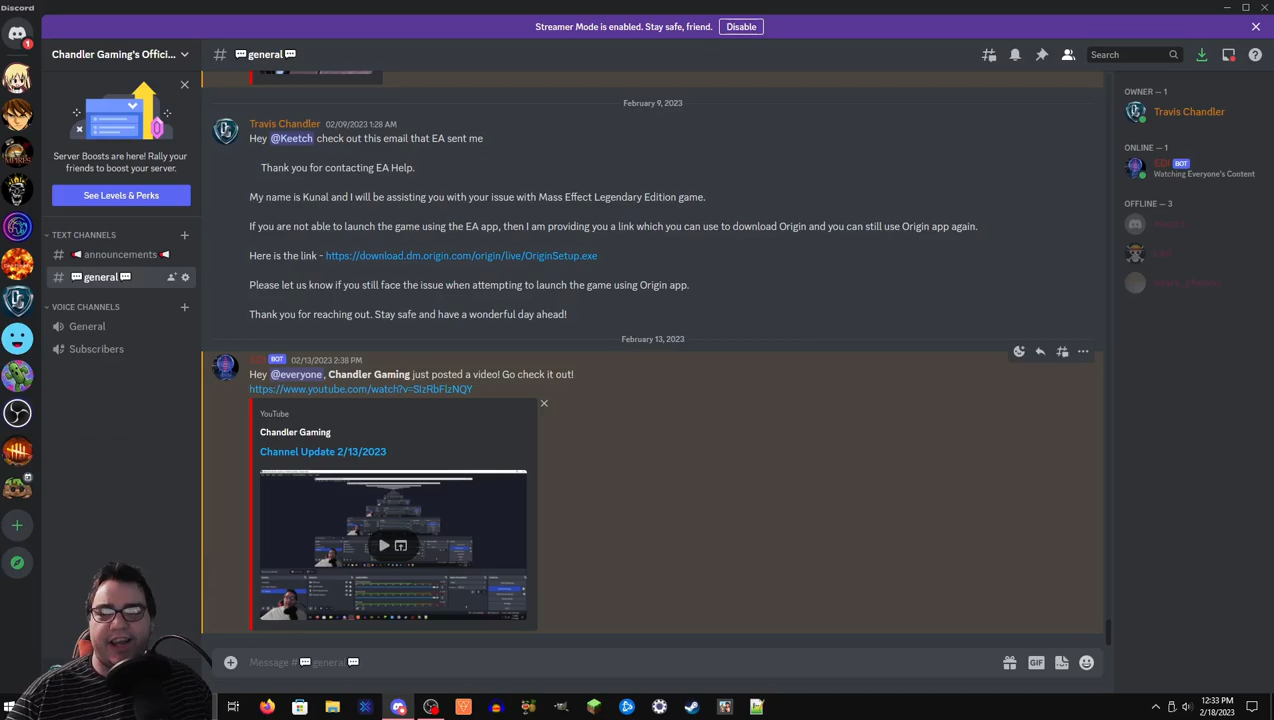 Discord
Streamer Mode is enabled. Stay safe, friend.
Disable
Chandler Gaming's Offici...
general
Search
1
Server Boosts are here! Rally your
friends to boost your server.
See Levels & Perks
TEXT CHANNELS
announcements
general
VOICE CHANNELS
General
Subscribers
February 9, 2023
Travis Chandler 02/09/2023 1:28 AM
Hey @Keetch check out this email that EA sent me
Thank you for contacting EA Help.
My name is Kunal and I will be assisting you with your issue with Mass Effect Legendary Edition game.
If you are not able to launch the game using the EA app, then I am providing you a link which you can use to download Origin and you can still use Origin app again.
Here is the link - https://download.dm.origin.com/origin/live/OriginSetup.exe
Please let us know if you still face the issue when attempting to launch the game using Origin app.
Thank you for reaching out. Stay safe and have a wonderful day ahead!
February 13, 2023
EDI BOT 02/13/2023 2:38 PM
Hey @everyone, Chandler Gaming just posted a video! Go check it out!
https://www.youtube.com/watch?v=SlzRbFlzNQY
YouTube
Chandler Gaming
Channel Update 2/13/2023
Message # general
GIF
OWNER — 1
Travis Chandler
ONLINE — 1
EDI BOT
Watching Everyone's Content
OFFLINE — 3
12:33 PM
2/18/2023